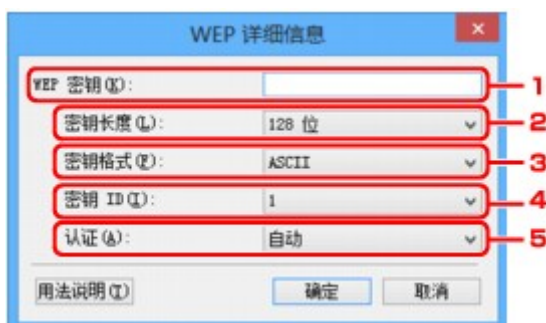 WEP 详细信息
WEP 密钥(K): 1
密钥长度(L): 128 位 2
密钥格式(F): ASCII 3
密钥 ID(I): 1 4
认证(A): 自动 5
用法说明(T) 确定 取消